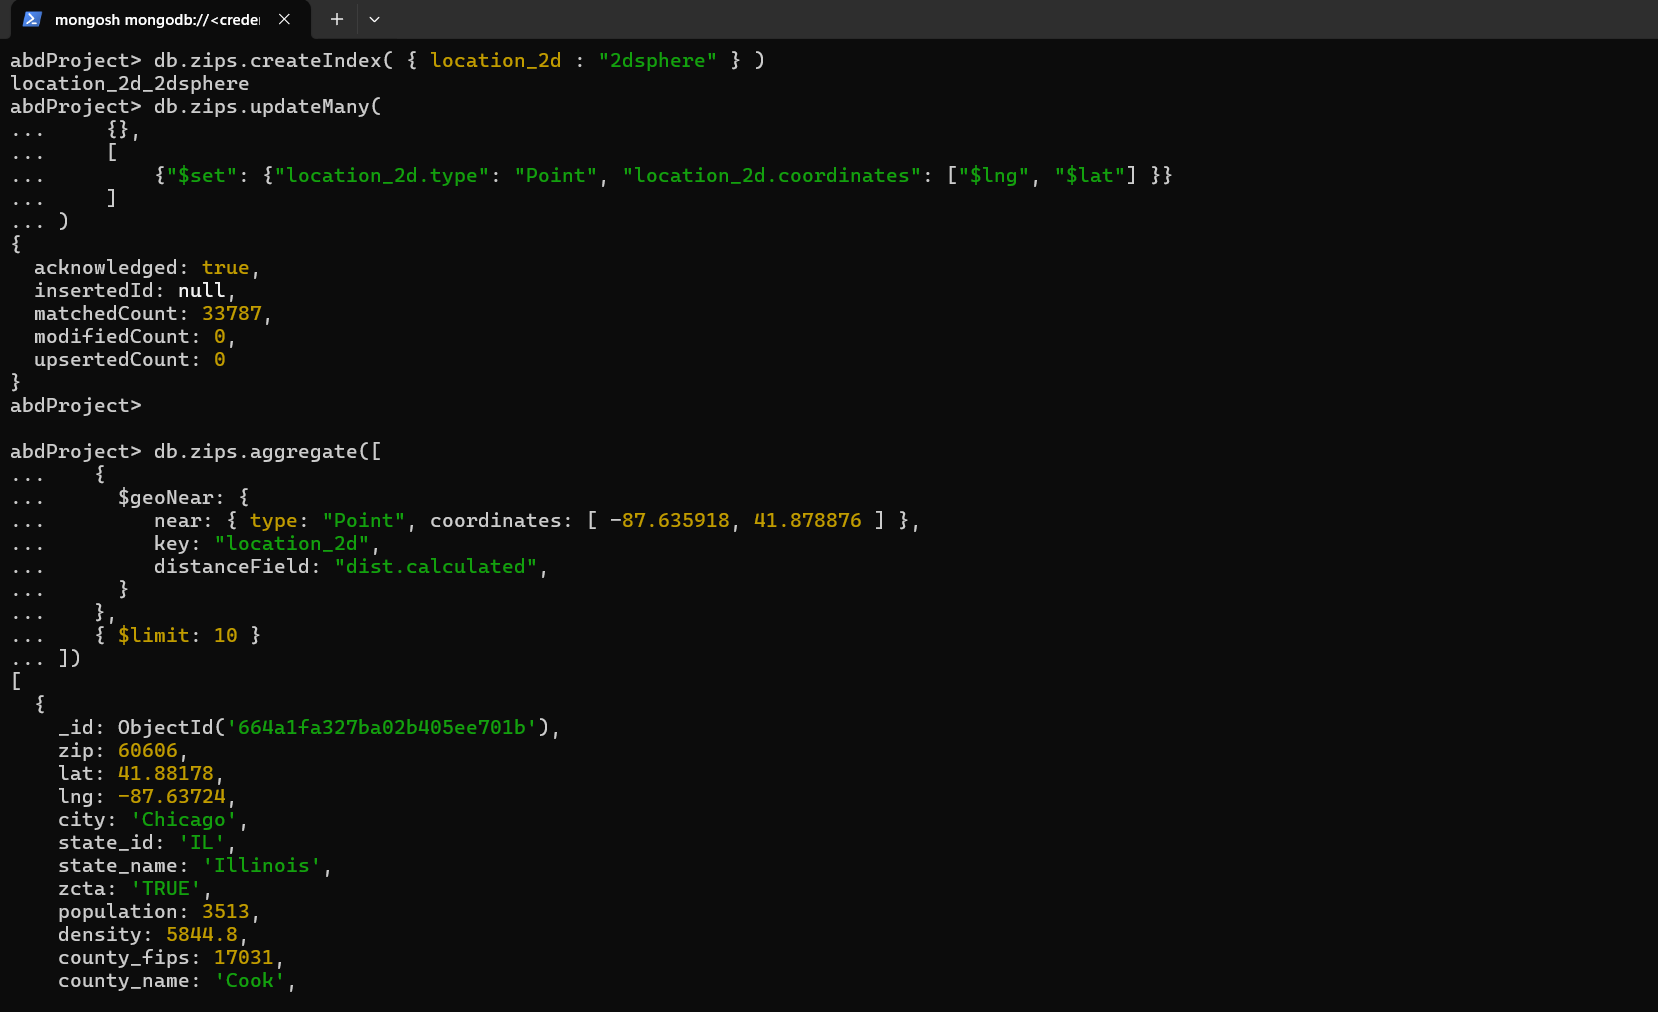 mongosh mongodb://<creder
abdProject> db.zips.createIndex( { location_2d : "2dsphere" } )
location_2d_2dsphere
abdProject> db.zips.updateMany(
...     {},
...     [
...         {"$set": {"location_2d.type": "Point", "location_2d.coordinates": ["$lng", "$lat"] }}
...     ]
... )
{
  acknowledged: true,
  insertedId: null,
  matchedCount: 33787,
  modifiedCount: 0,
  upsertedCount: 0
}
abdProject>
abdProject> db.zips.aggregate([
...    {
...      $geoNear: {
...         near: { type: "Point", coordinates: [ -87.635918, 41.878876 ] },
...         key: "location_2d",
...         distanceField: "dist.calculated",
...      }
...    },
...    { $limit: 10 }
... ])
[
  {
    _id: ObjectId('664a1fa327ba02b405ee701b'),
    zip: 60606,
    lat: 41.88178,
    lng: -87.63724,
    city: 'Chicago',
    state_id: 'IL',
    state_name: 'Illinois',
    zcta: 'TRUE',
    population: 3513,
    density: 5844.8,
    county_fips: 17031,
    county_name: 'Cook',